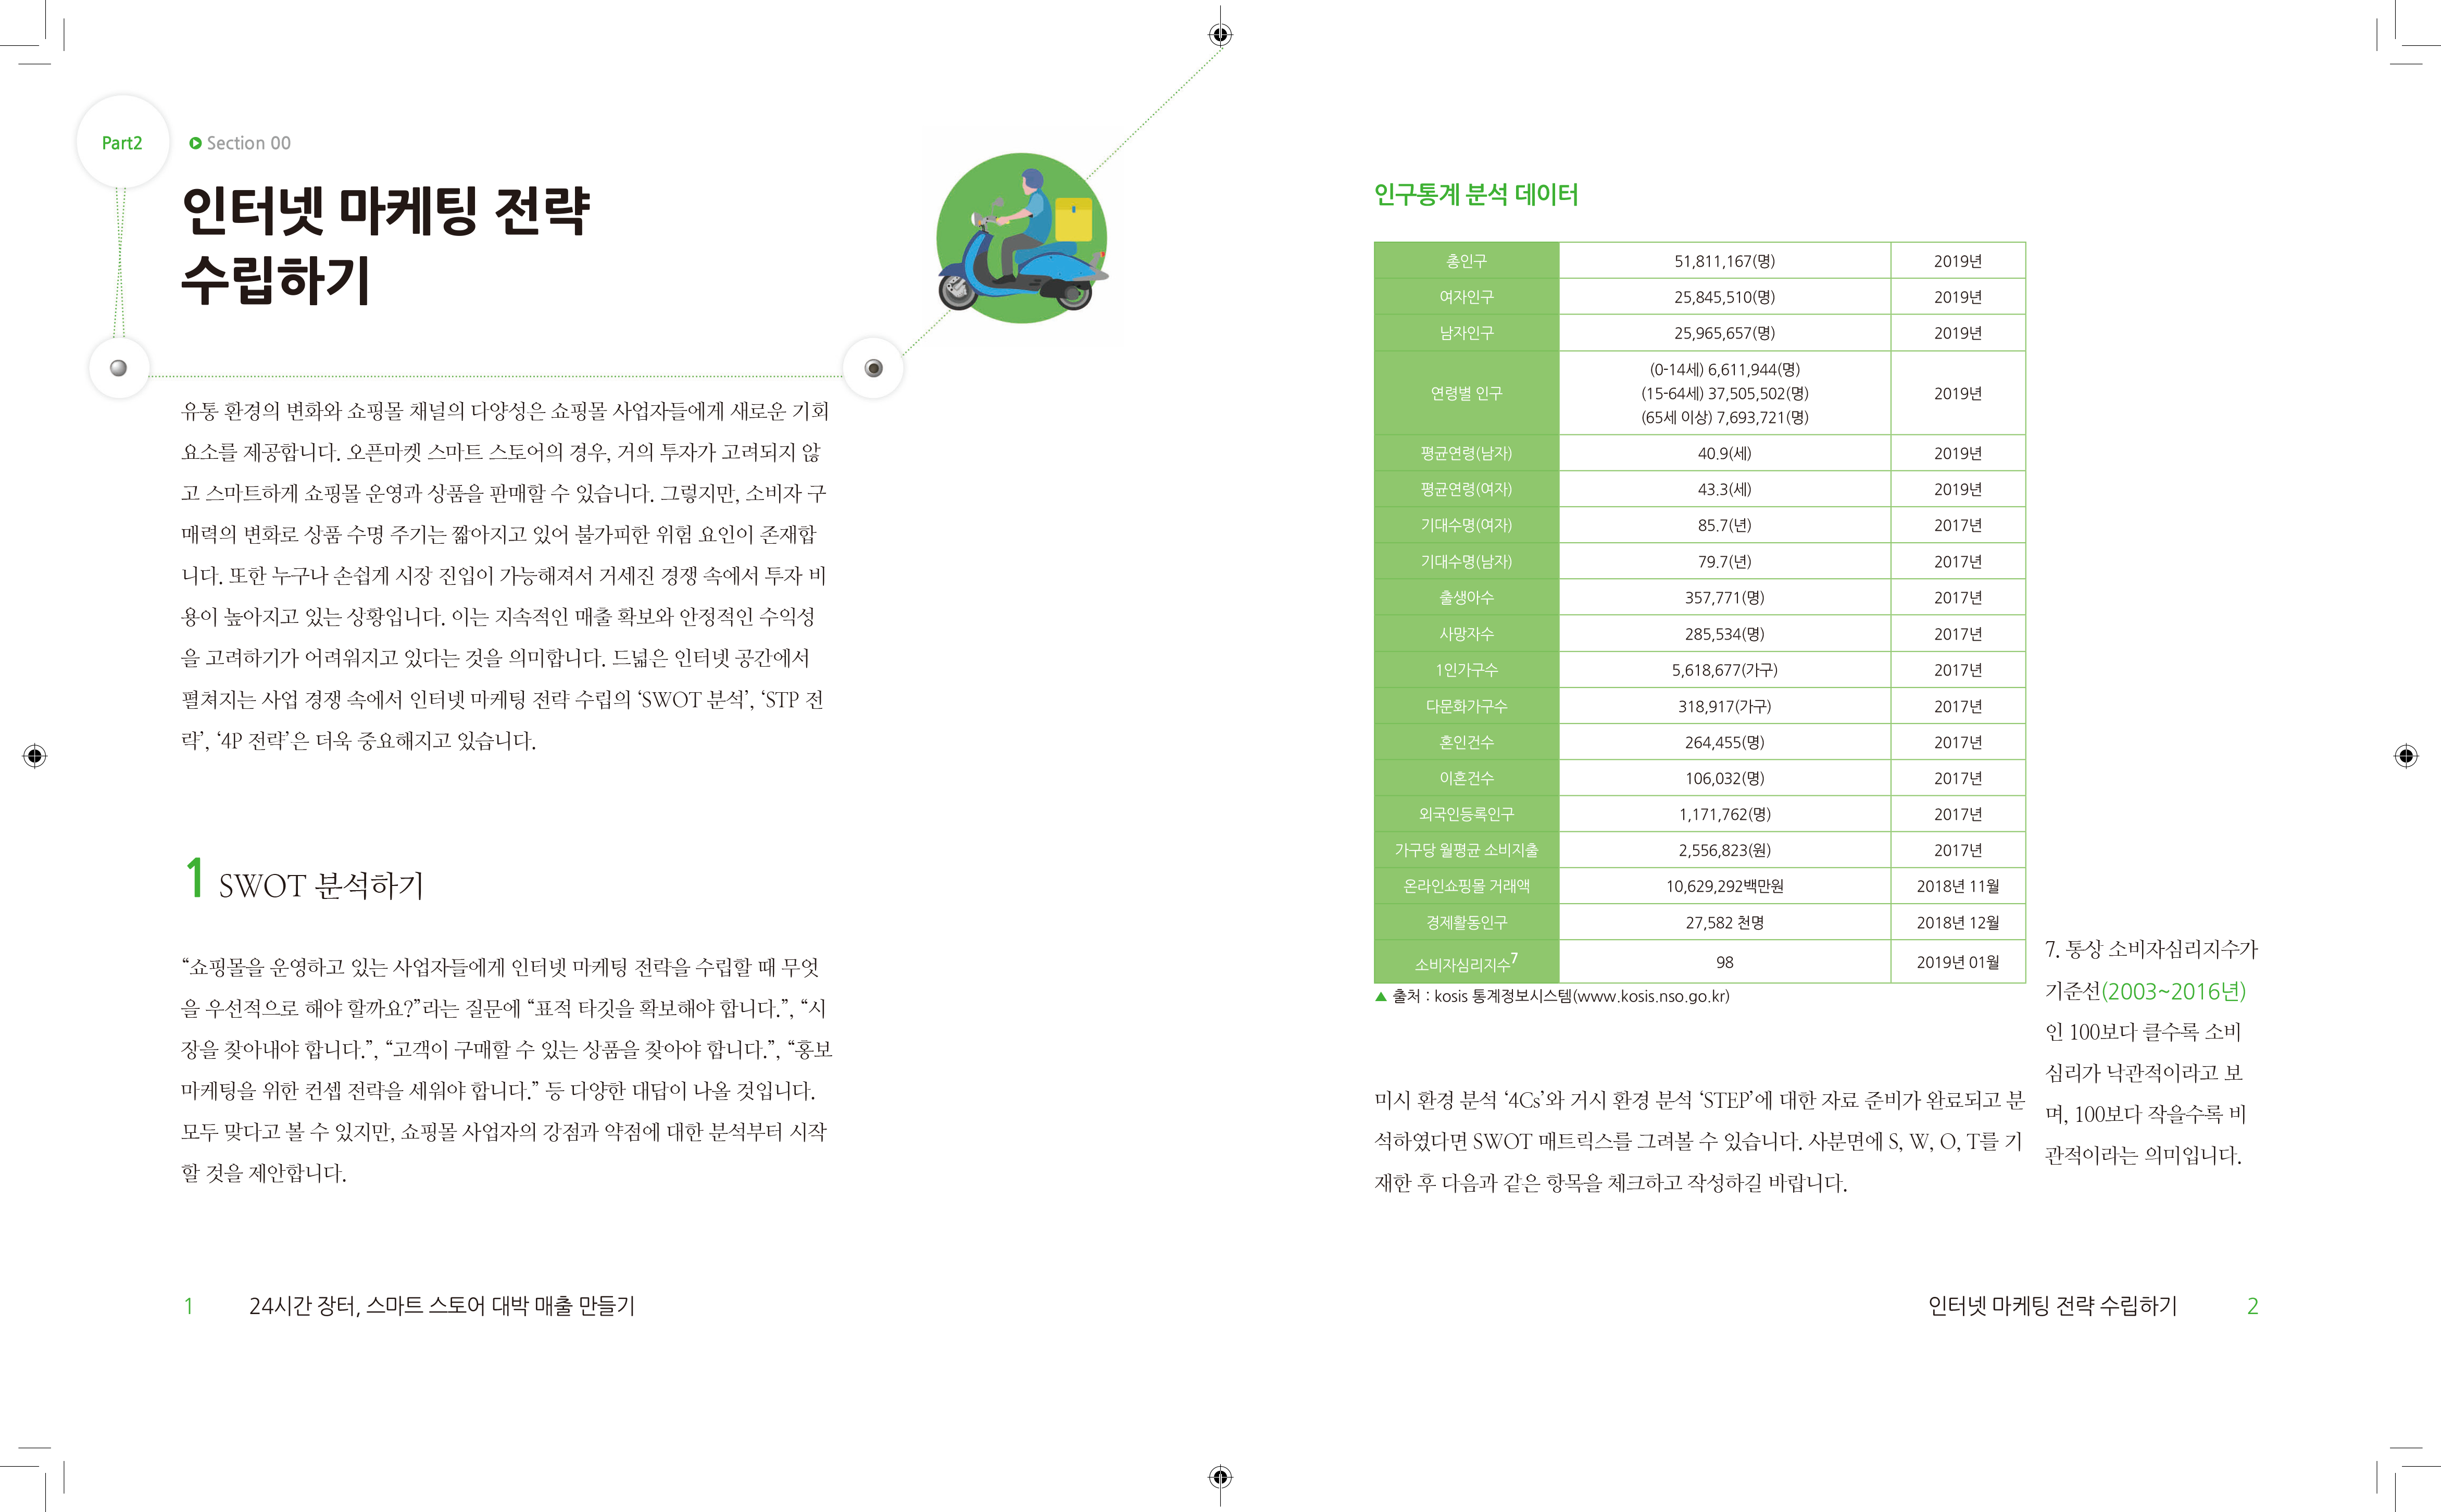 Part2
Section 00
인터넷 마케팅 전략
수립하기
유통 환경의 변화와 쇼핑몰 채널의 다양성은 쇼핑몰 사업자들에게 새로운 기회
요소를 제공합니다. 오픈마켓 스마트 스토어의 경우, 거의 투자가 고려되지 않
고 스마트하게 쇼핑몰 운영과 상품을 판매할 수 있습니다. 그렇지만, 소비자 구
매력의 변화로 상품 수명 주기는 짧아지고 있어 불가피한 위험 요인이 존재합
니다. 또한 누구나 손쉽게 시장 진입이 가능해져서 거세진 경쟁 속에서 투자 비
용이 높아지고 있는 상황입니다. 이는 지속적인 매출 확보와 안정적인 수익성
을 고려하기가 어려워지고 있다는 것을 의미합니다. 드넓은 인터넷 공간에서
펼쳐지는 사업 경쟁 속에서 인터넷 마케팅 전략 수립의 ‘SWOT 분석’, ‘STP 전
략’, ‘4P 전략’은 더욱 중요해지고 있습니다.
1 SWOT 분석하기
“쇼핑몰을 운영하고 있는 사업자들에게 인터넷 마케팅 전략을 수립할 때 무엇
을 우선적으로 해야 할까요?”라는 질문에 “표적 타깃을 확보해야 합니다.”, “시
장을 찾아내야 합니다.”, “고객이 구매할 수 있는 상품을 찾아야 합니다.”, “홍보
마케팅을 위한 컨셉 전략을 세워야 합니다.” 등 다양한 대답이 나올 것입니다.
모두 맞다고 볼 수 있지만, 쇼핑몰 사업자의 강점과 약점에 대한 분석부터 시작
할 것을 제안합니다.
1 24시간 장터, 스마트 스토어 대박 매출 만들기
인구통계 분석 데이터
총인구 51,811,167(명) 2019년
여자인구 25,845,510(명) 2019년
남자인구 25,965,657(명) 2019년
연령별 인구 (0-14세) 6,611,944(명)
(15-64세) 37,505,502(명) 2019년
(65세 이상) 7,693,721(명)
평균연령(남자) 40.9(세) 2019년
평균연령(여자) 43.3(세) 2019년
기대수명(여자) 85.7(년) 2017년
기대수명(남자) 79.7(년) 2017년
출생아수 357,771(명) 2017년
사망자수 285,534(명) 2017년
1인가구수 5,618,677(가구) 2017년
다문화가구수 318,917(가구) 2017년
혼인건수 264,455(명) 2017년
이혼건수 106,032(명) 2017년
외국인등록인구 1,171,762(명) 2017년
가구당 월평균 소비지출 2,556,823(원) 2017년
온라인쇼핑몰 거래액 10,629,292백만원 2018년 11월
경제활동인구 27,582 천명 2018년 12월
소비자심리지수7 98 2019년 01월
▲ 출처 : kosis 통계정보시스템(www.kosis.nso.go.kr)
7. 통상 소비자심리지수가
기준선(2003~2016년)
인 100보다 클수록 소비
심리가 낙관적이라고 보
며, 100보다 작을수록 비
관적이라는 의미입니다.
미시 환경 분석 ‘4Cs’와 거시 환경 분석 ‘STEP’에 대한 자료 준비가 완료되고 분
석하였다면 SWOT 매트릭스를 그려볼 수 있습니다. 사분면에 S, W, O, T를 기
재한 후 다음과 같은 항목을 체크하고 작성하길 바랍니다.
인터넷 마케팅 전략 수립하기 2